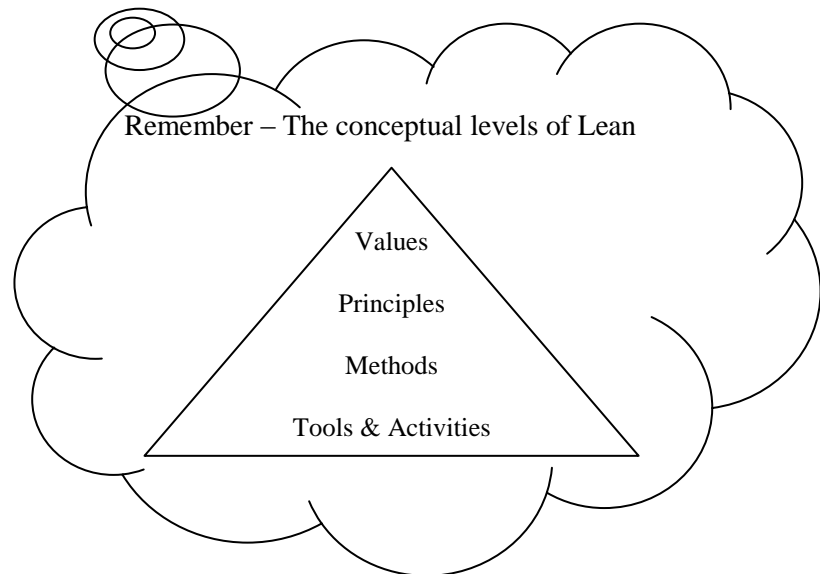 Remember – The conceptual levels of Lean
Values
Principles
Methods
Tools & Activities